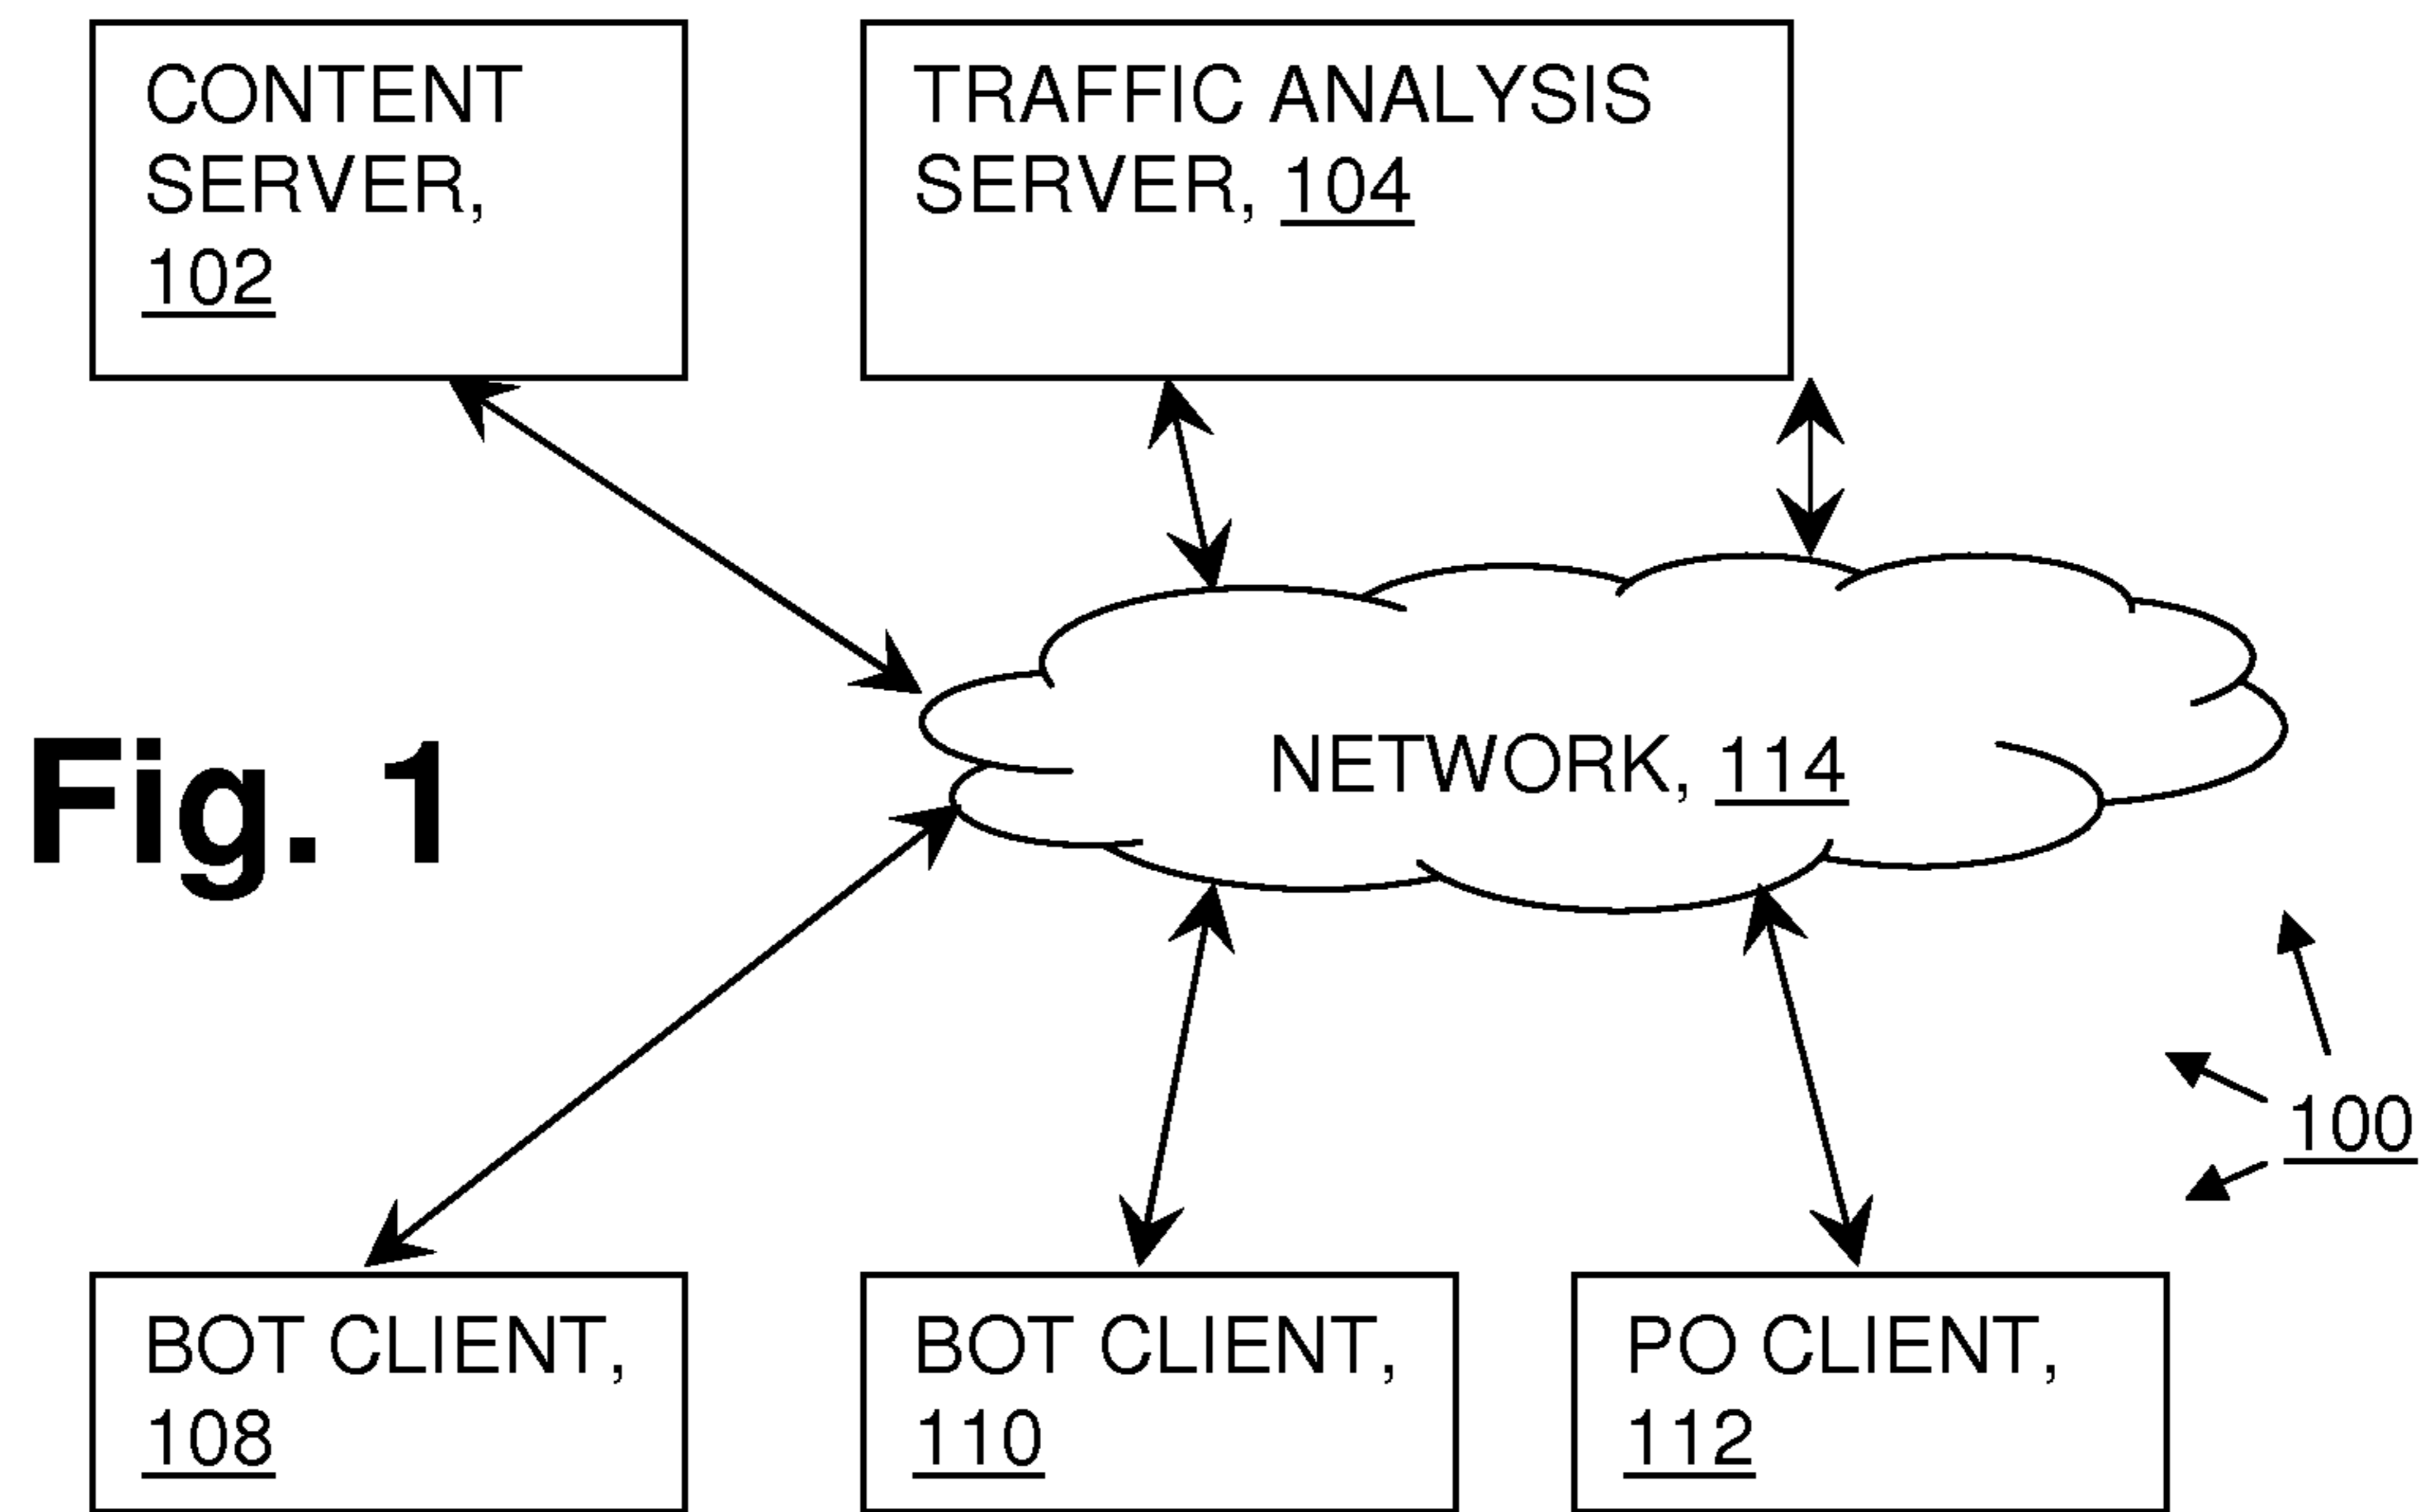 CONTENT
SERVER,
102
TRAFFIC ANALYSIS
SERVER, 104
Fig. 1
NETWORK, 114
100
BOT CLIENT,
108
BOT CLIENT,
110
PO CLIENT,
112